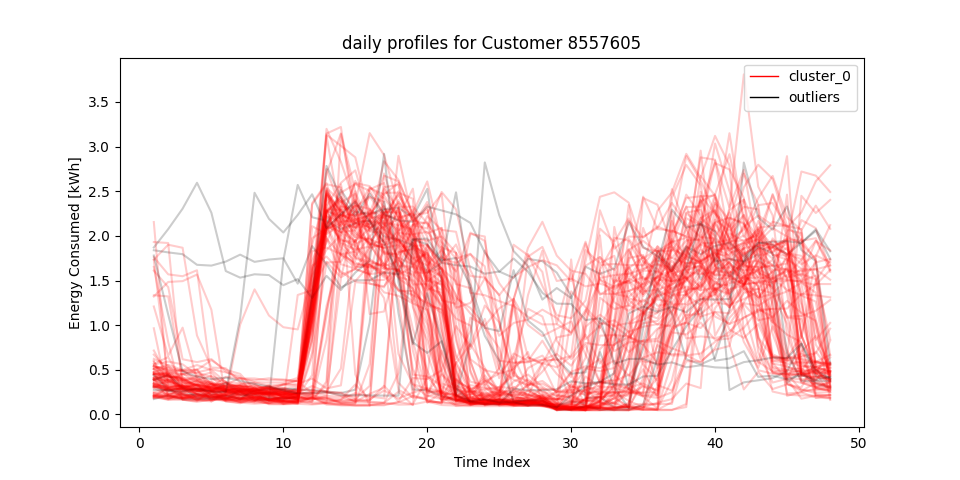 daily profiles for Customer 8557605
cluster_0
outliers
Energy Consumed [kWh]
3.5
3.0
2.5
2.0
1.5
1.0
0.5
0.0
0 10 20 30 40 50
Time Index